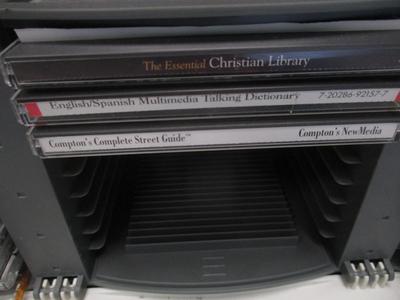 The Essential Christian Library
English/Spanish Multimedia Talking Dictionary 7-20286-92157-7
Compton's Complete Street Guide™ Compton's NewMedia